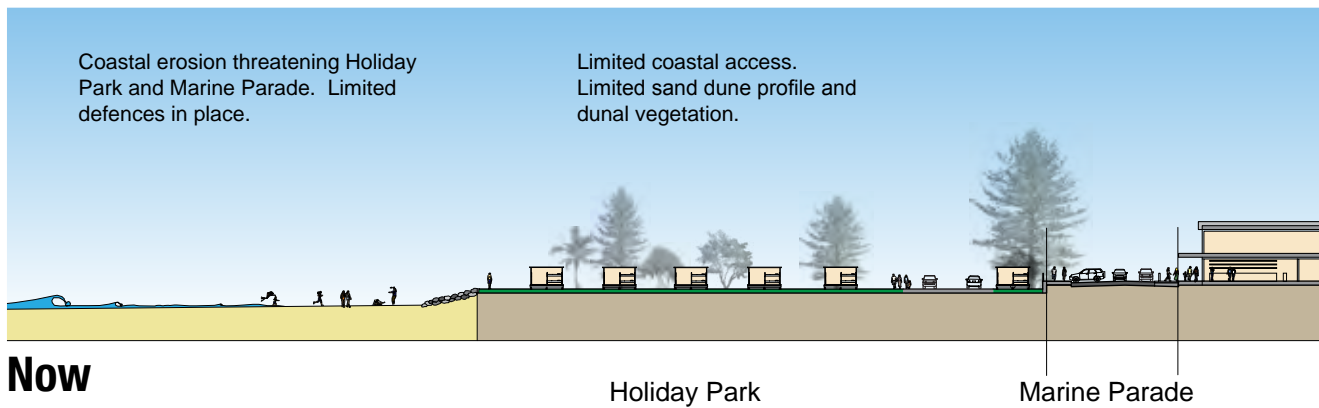 Coastal erosion threatening Holiday
Park and Marine Parade.  Limited
defences in place.
Limited coastal access.
Limited sand dune profile and
dunal vegetation.
Now
Holiday Park
Marine Parade